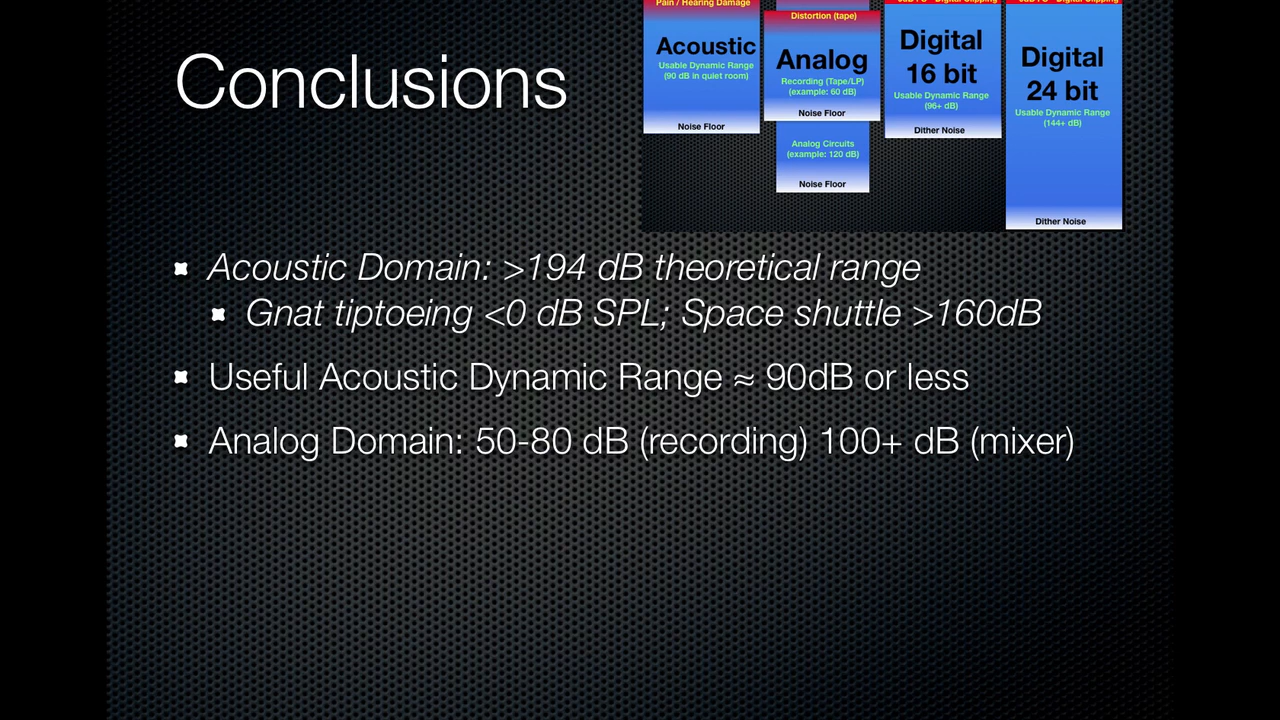 Conclusions
Pain / Hearing Damage
Acoustic
Usable Dynamic Range
(90 dB in quiet room)
Noise Floor
Distortion (tape)
Analog
Recording (Tape/LP)
(example: 60 dB)
Noise Floor
Analog Circuits
(example: 120 dB)
Noise Floor
Digital Clipping
Digital
16 bit
Usable Dynamic Range
(96+ dB)
Dither Noise
Digital Clipping
Digital
24 bit
Usable Dynamic Range
(144+ dB)
Dither Noise
Acoustic Domain: >194 dB theoretical range
Gnat tiptoeing <0 dB SPL; Space shuttle >160dB
Useful Acoustic Dynamic Range ≈ 90dB or less
Analog Domain: 50-80 dB (recording) 100+ dB (mixer)